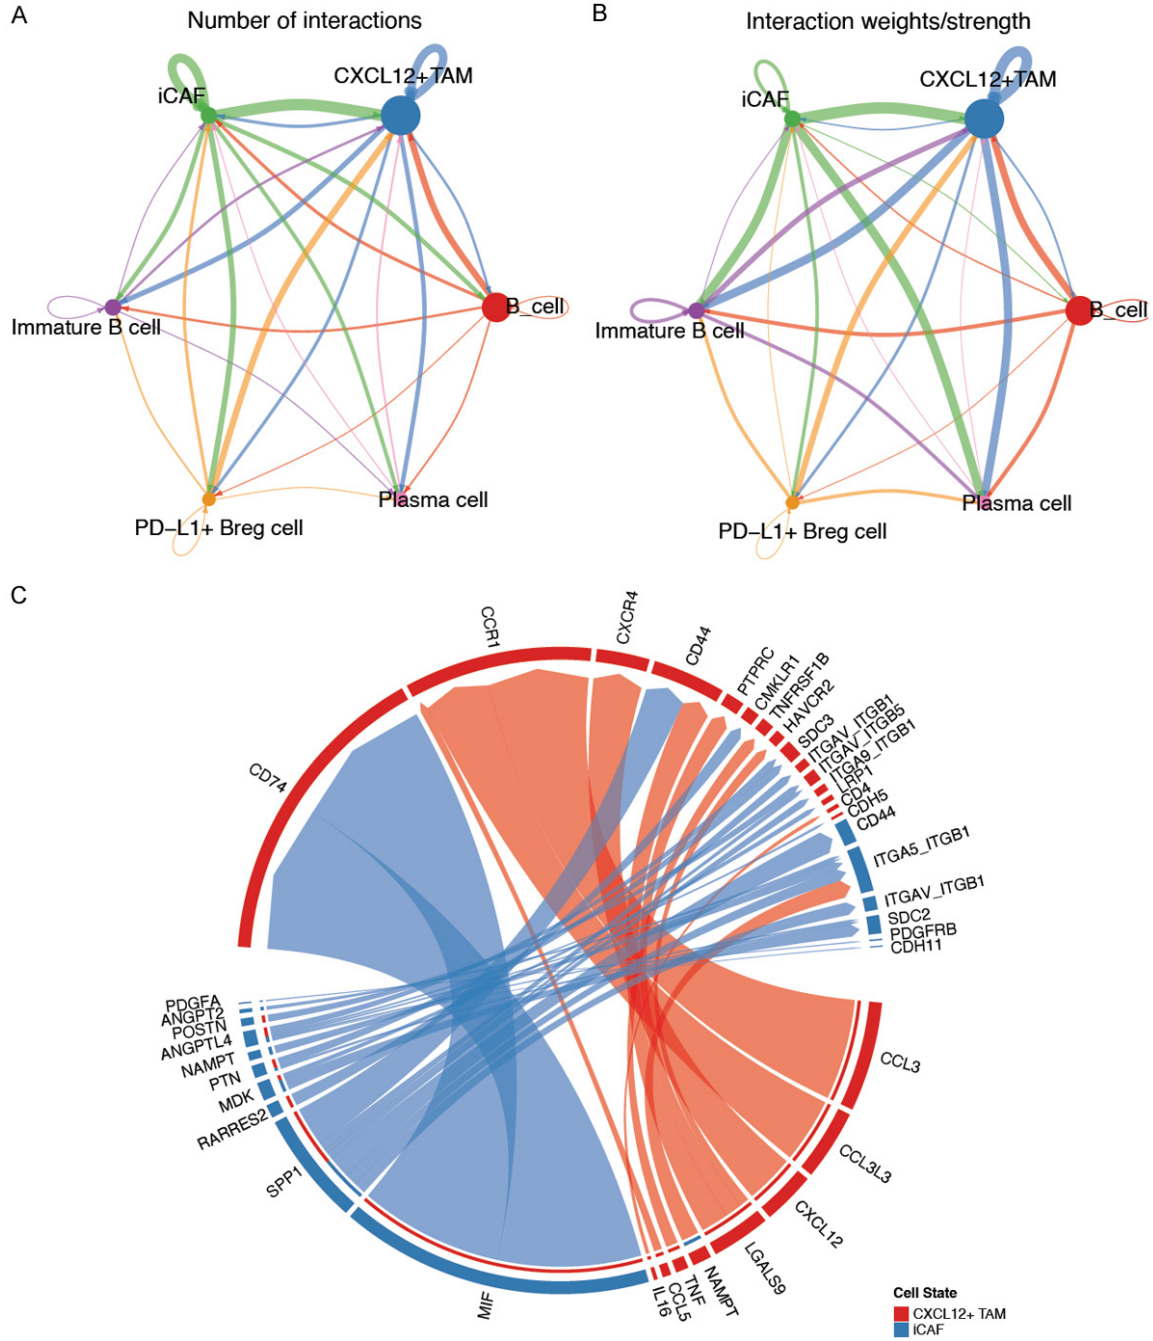 A
Number of interactions
iCAF
CXCL12+TAM
B_cell
Immature B cell
Plasma cell
PD−L1+ Breg cell
B
Interaction weights/strength
iCAF
CXCL12+TAM
B_cell
Immature B cell
Plasma cell
PD−L1+ Breg cell
C
CD74
CCR1
CXCR4
CD44
PTPRC
CMKLR1
TNFRSF1B
HAVCR2
SDC3
ITGAV_ITGB1
ITGAV_ITGB5
ITGA9_ITGB1
LRP1
CD4
CDH5
CD44
ITGA5_ITGB1
ITGAV_ITGB1
SDC2
PDGFRB
CDH11
PDGFA
ANGPT2
POSTN
ANGPTL4
NAMPT
PTN
MDK
RARRES2
SPP1
MIF
IL16
CCL5
TNF
NAMPT
LGALS9
CXCL12
CCL3L3
CCL3
Cell State
CXCL12+ TAM
iCAF